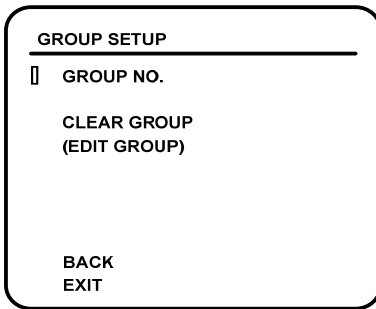 GROUP SETUP
GROUP NO.
CLEAR GROUP
(EDIT GROUP)
BACK
EXIT